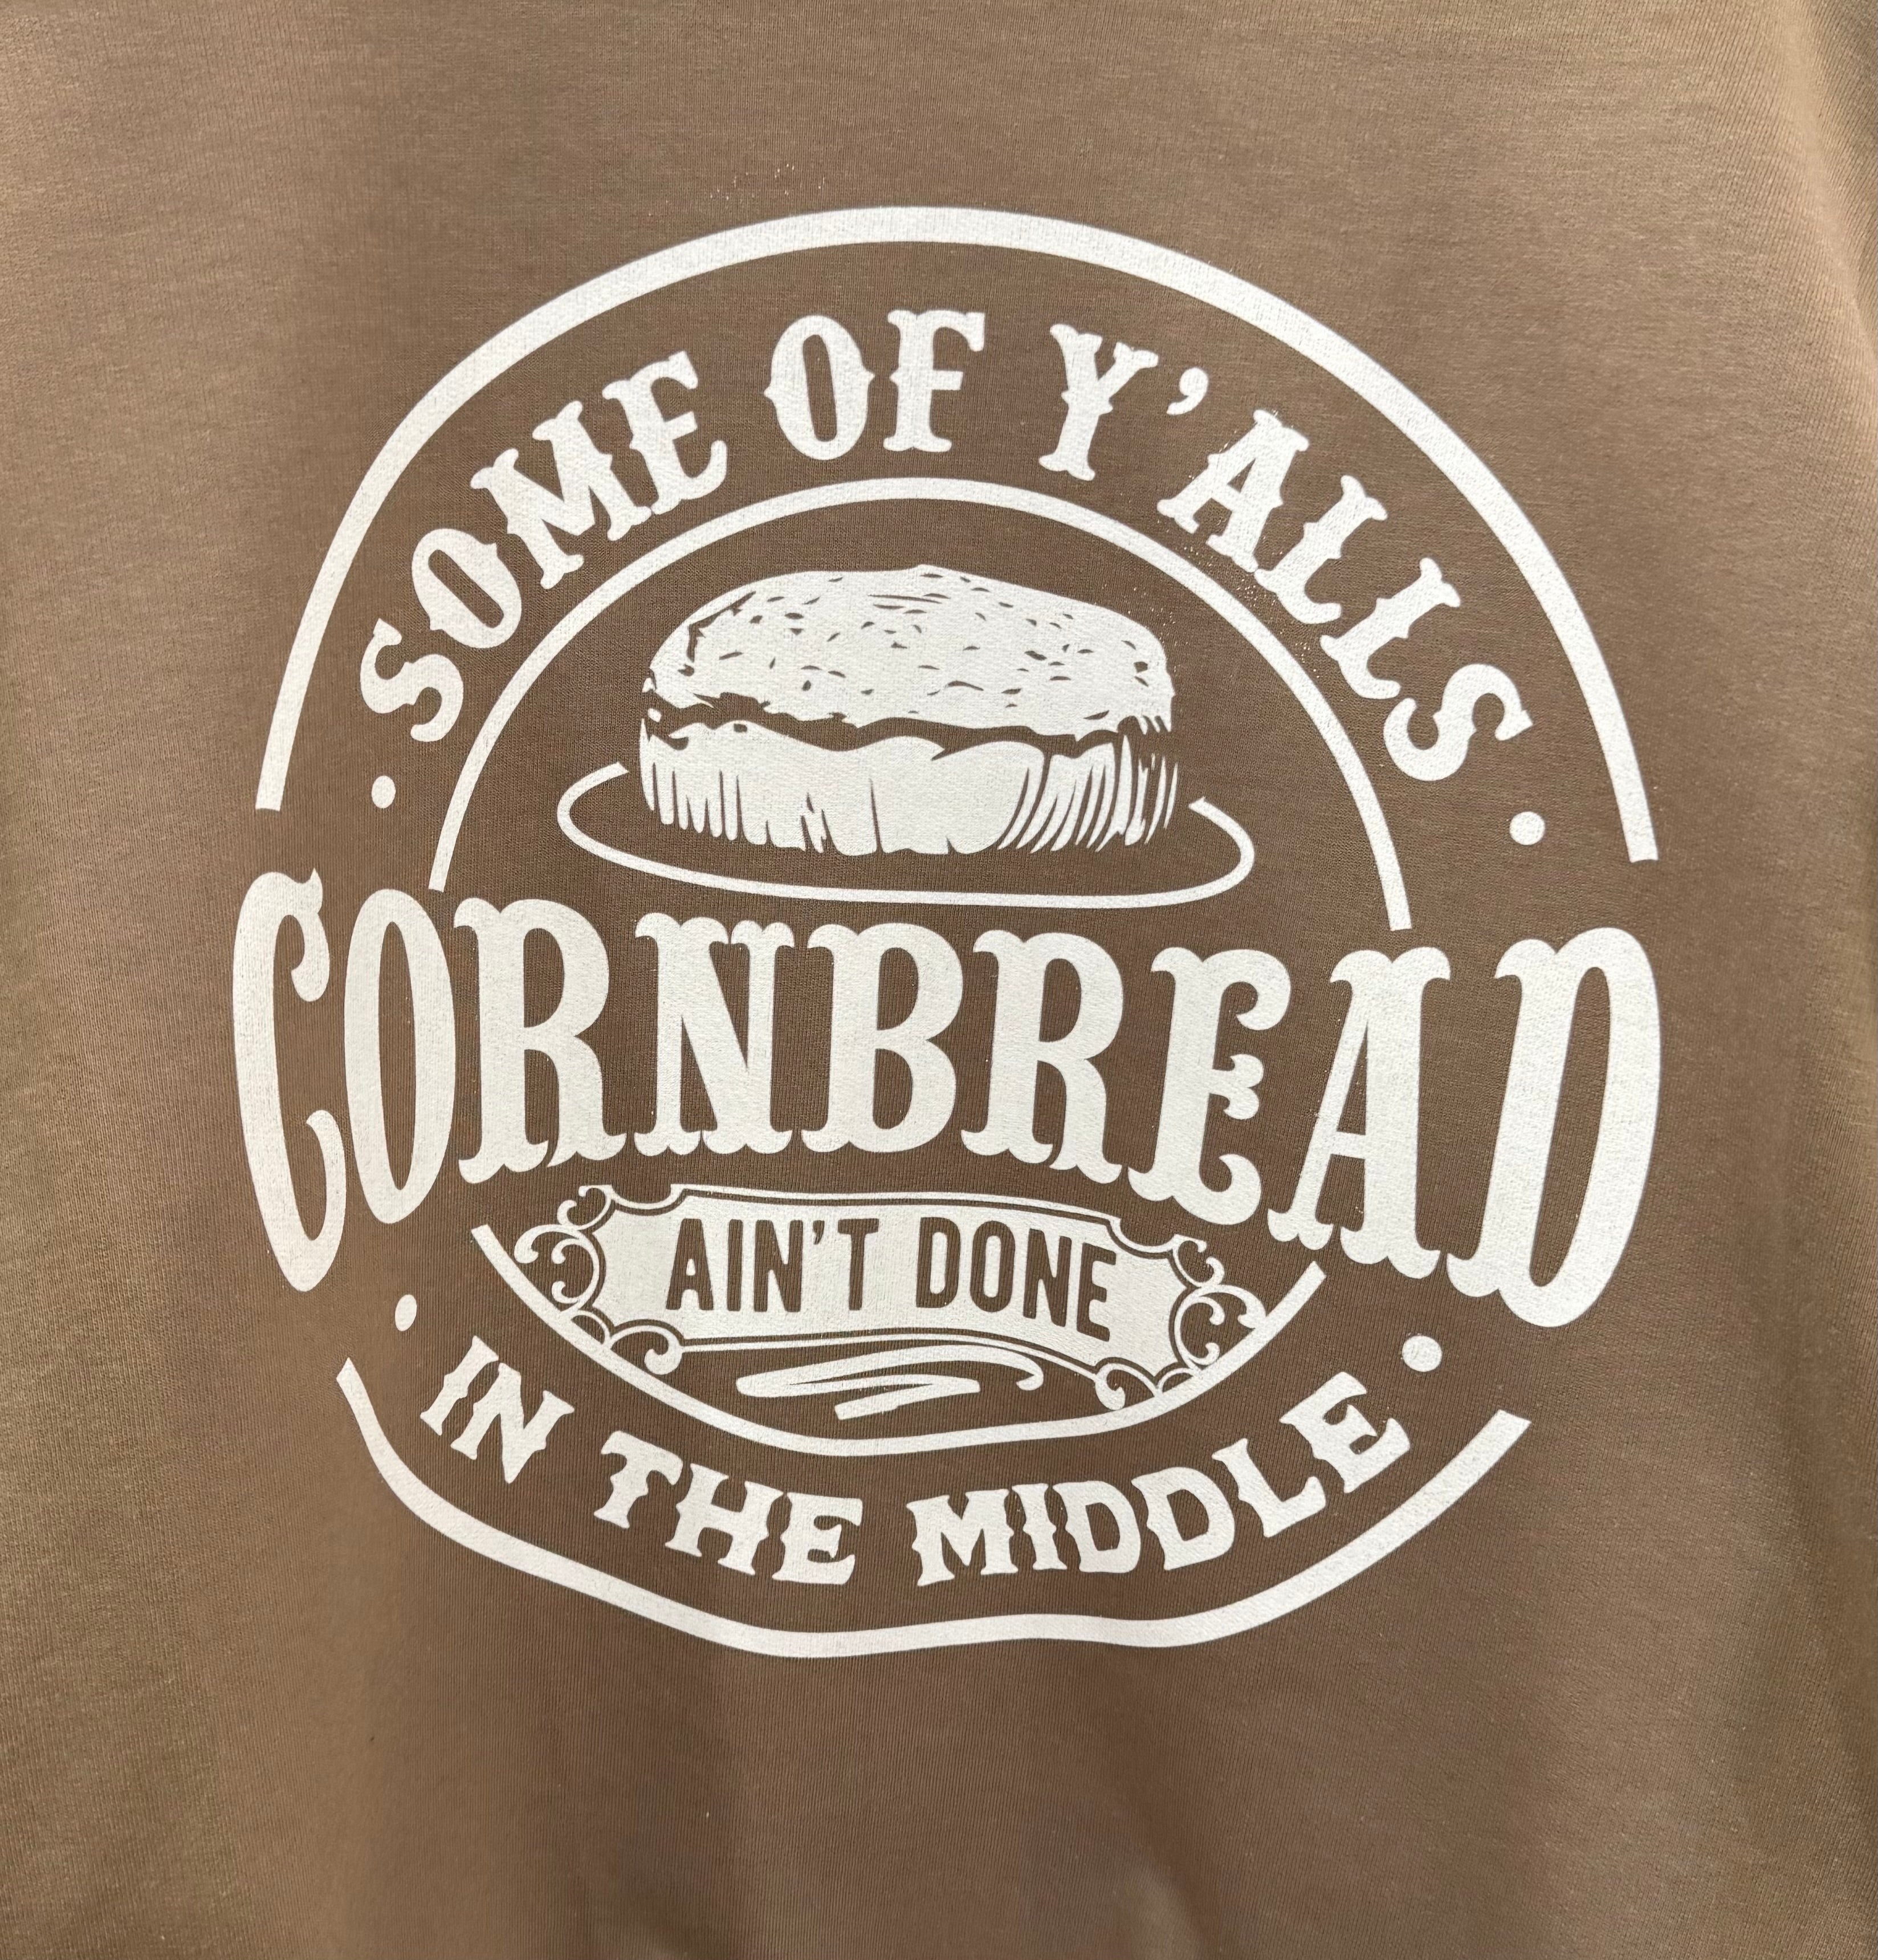 SOME OF Y'ALLS
CORNBREAD
AIN'T DONE
IN THE MIDDLE